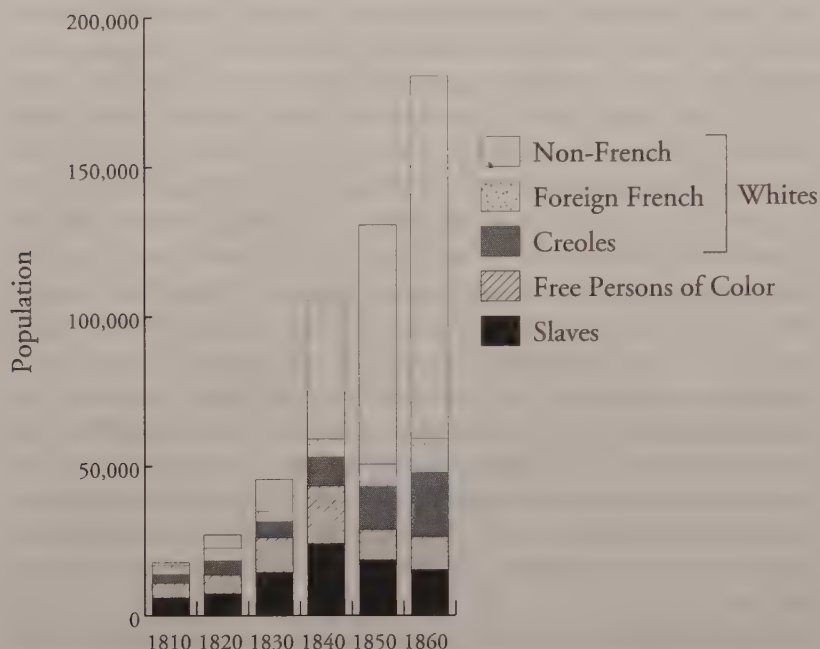 200,000
150,000
100,000
50,000
0
Population
1810 1820 1830 1840 1850 1860
Non-French
Foreign French
Creoles
Whites
Free Persons of Color
Slaves